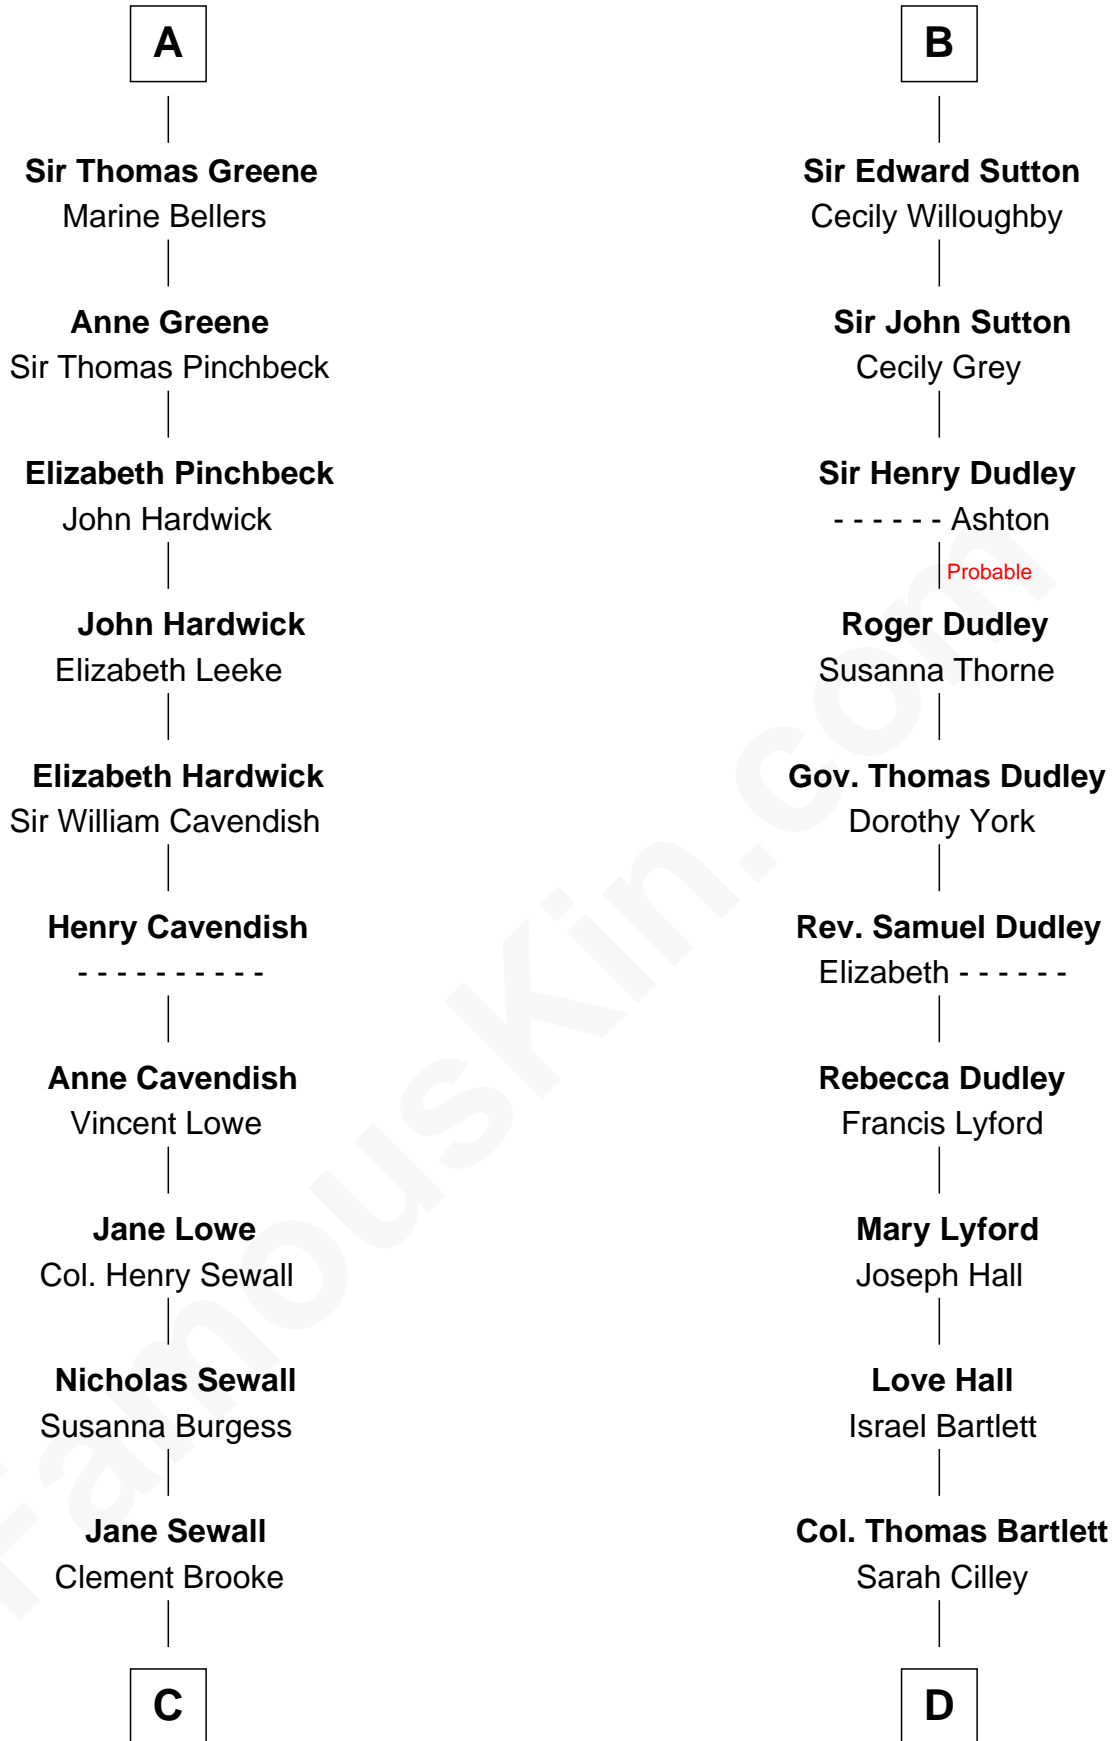 A
Sir Thomas Greene
Marine Bellers
Anne Greene
Sir Thomas Pinchbeck
Elizabeth Pinchbeck
John Hardwick
John Hardwick
Elizabeth Leeke
Elizabeth Hardwick
Sir William Cavendish
Henry Cavendish
- - - - - - - - - -
Anne Cavendish
Vincent Lowe
Jane Lowe
Col. Henry Sewall
Nicholas Sewall
Susanna Burgess
Jane Sewall
Clement Brooke
C
B
Sir Edward Sutton
Cecily Willoughby
Sir John Sutton
Cecily Grey
Sir Henry Dudley
- - - - - - Ashton
Probable
Roger Dudley
Susanna Thorne
Gov. Thomas Dudley
Dorothy York
Rev. Samuel Dudley
Elizabeth - - - - - -
Rebecca Dudley
Francis Lyford
Mary Lyford
Joseph Hall
Love Hall
Israel Bartlett
Col. Thomas Bartlett
Sarah Cilley
D
FamousKin.com